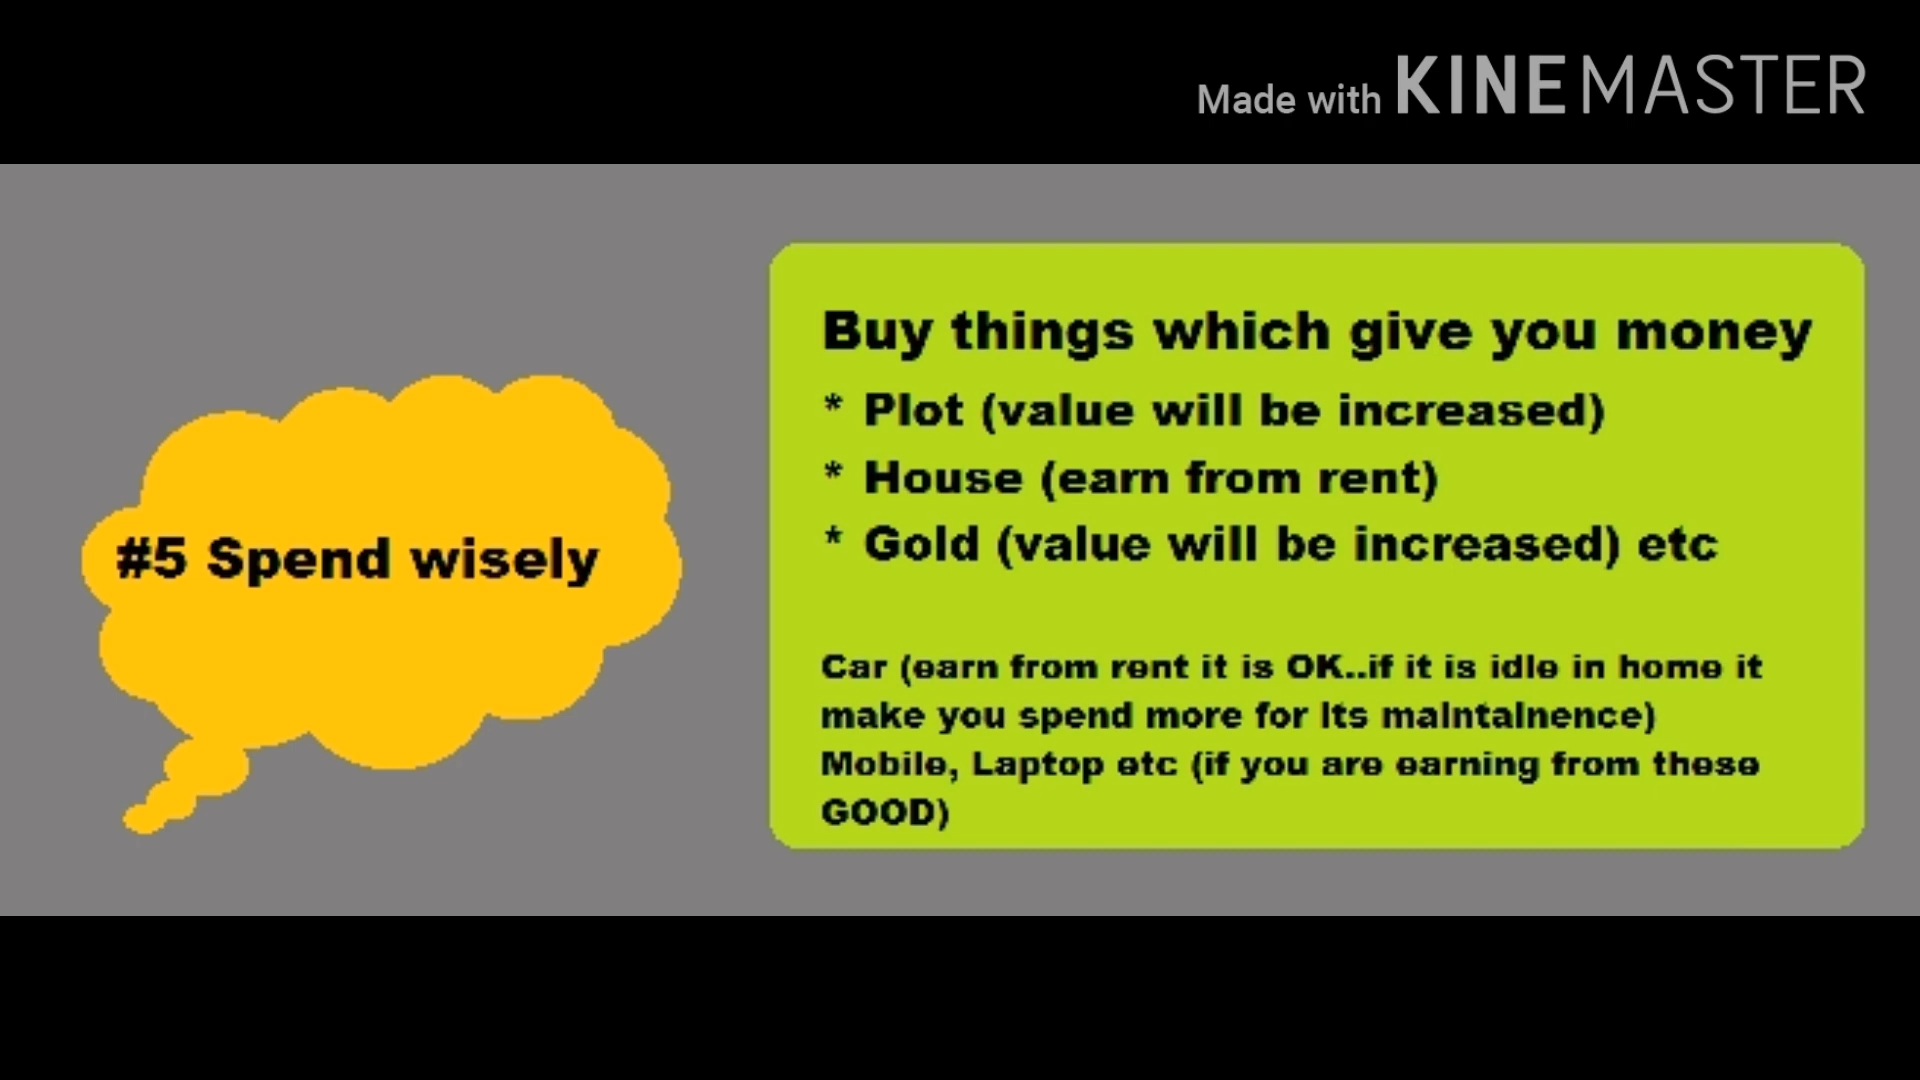 Made with KINEMASTER
#5 Spend wisely
Buy things which give you money
* Plot (value will be increased)
* House (earn from rent)
* Gold (value will be increased) etc
Car (earn from rent it is OK..if it is idle in home it
make you spend more for its maintainence)
Mobile, Laptop etc (if you are earning from these
GOOD)